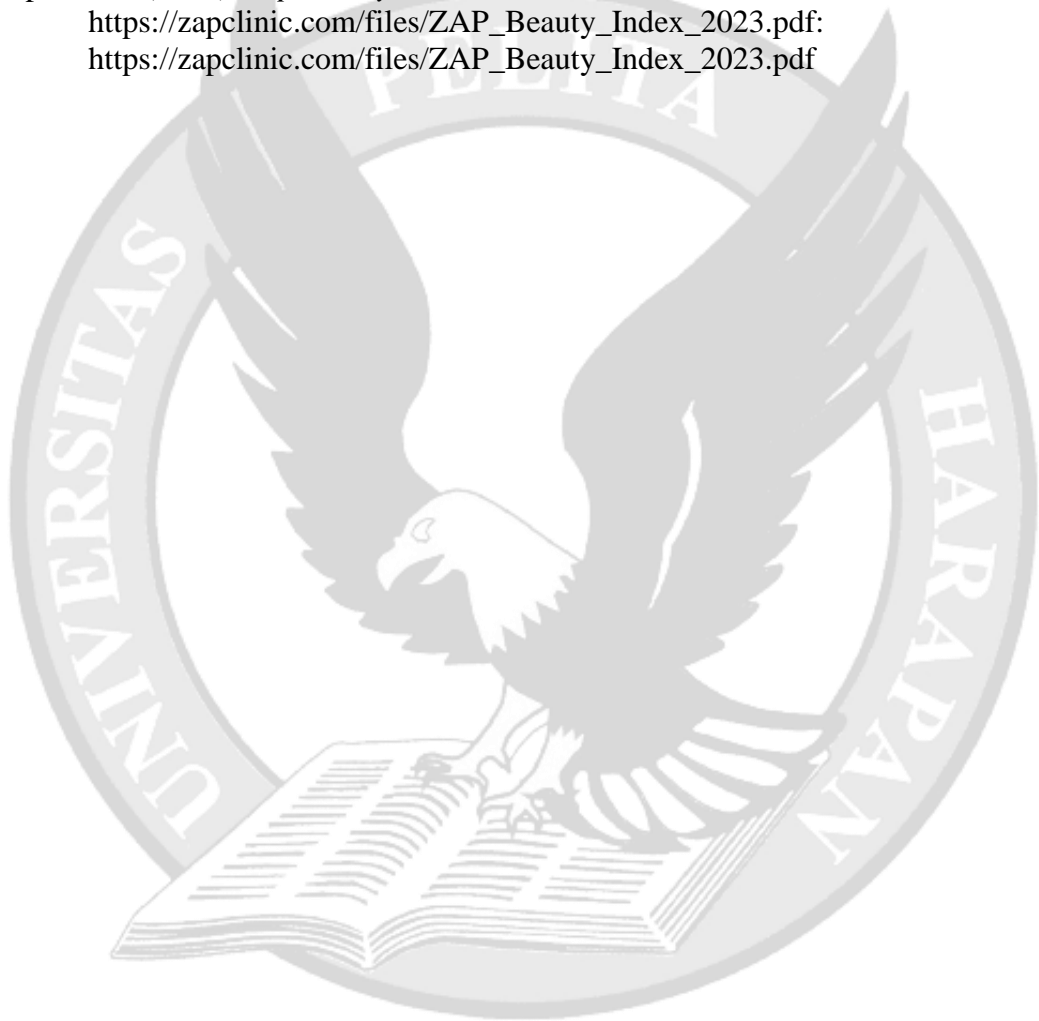 https://zapclinic.com/files/ZAP_Beauty_Index_2023.pdf:
https://zapclinic.com/files/ZAP_Beauty_Index_2023.pdf
UNIVERSITAS PELITA HARAPAN